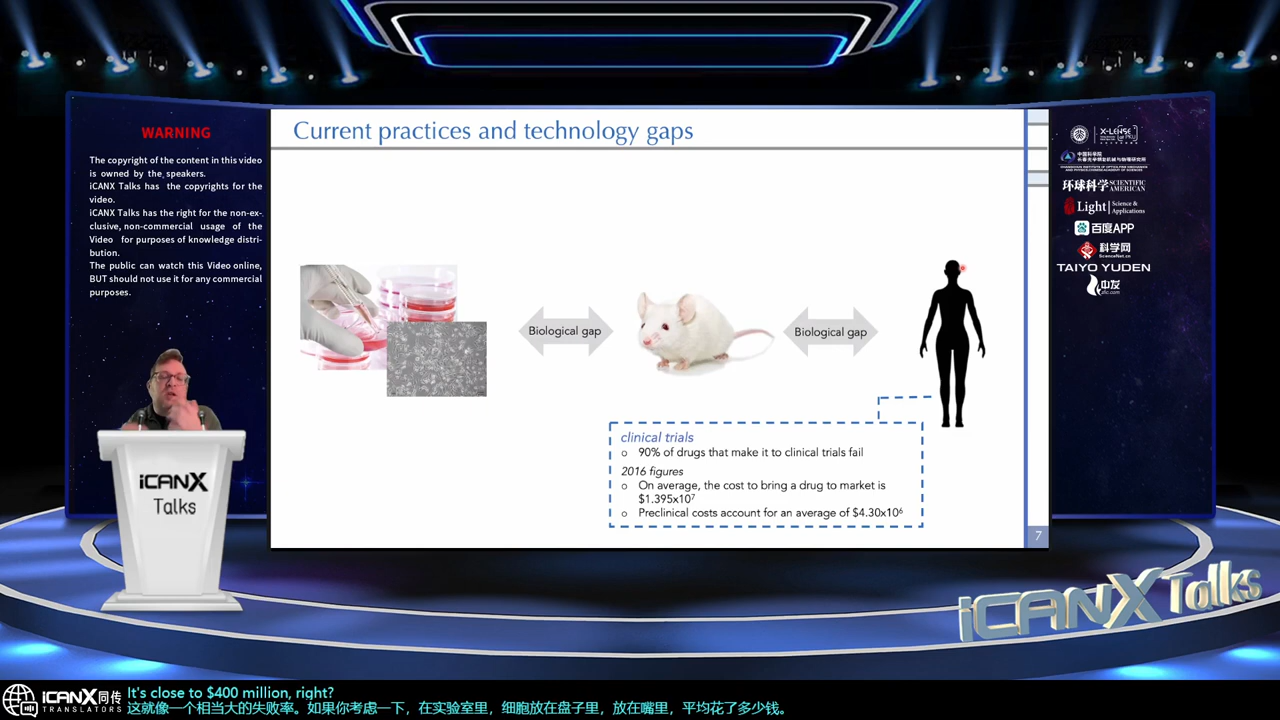 WARNING
The copyright of the content in this video
is owned by the speakers.
iCANX Talks has the copyrights for the
video.
iCANX Talks has the right for the non-ex-
clusive, non-commercial usage of the
Video for purposes of knowledge distri-
bution.
The public can watch this Video online,
BUT should not use it for any commercial
purposes.
iCANX
Talks
Current practices and technology gaps
Biological gap
Biological gap
clinical trials
o 90% of drugs that make it to clinical trials fail
2016 figures
o On average, the cost to bring a drug to market is
$1.395x10⁷
o Preclinical costs account for an average of $4.30x10⁶
7
X-LENSE
中国科学院
环球科学 SCIENTIFIC AMERICAN
Light Science & Applications
百度APP
科学网
ScienceNet.cn
TAIYO YUDEN
中友
iCANX Talks
iCANX同传
TRANSLATORS
It's close to $400 million, right?
这就像一个相当大的失败率。如果你考虑一下，在实验室里，细胞放在盘子里，放在嘴里，平均花了多少钱。